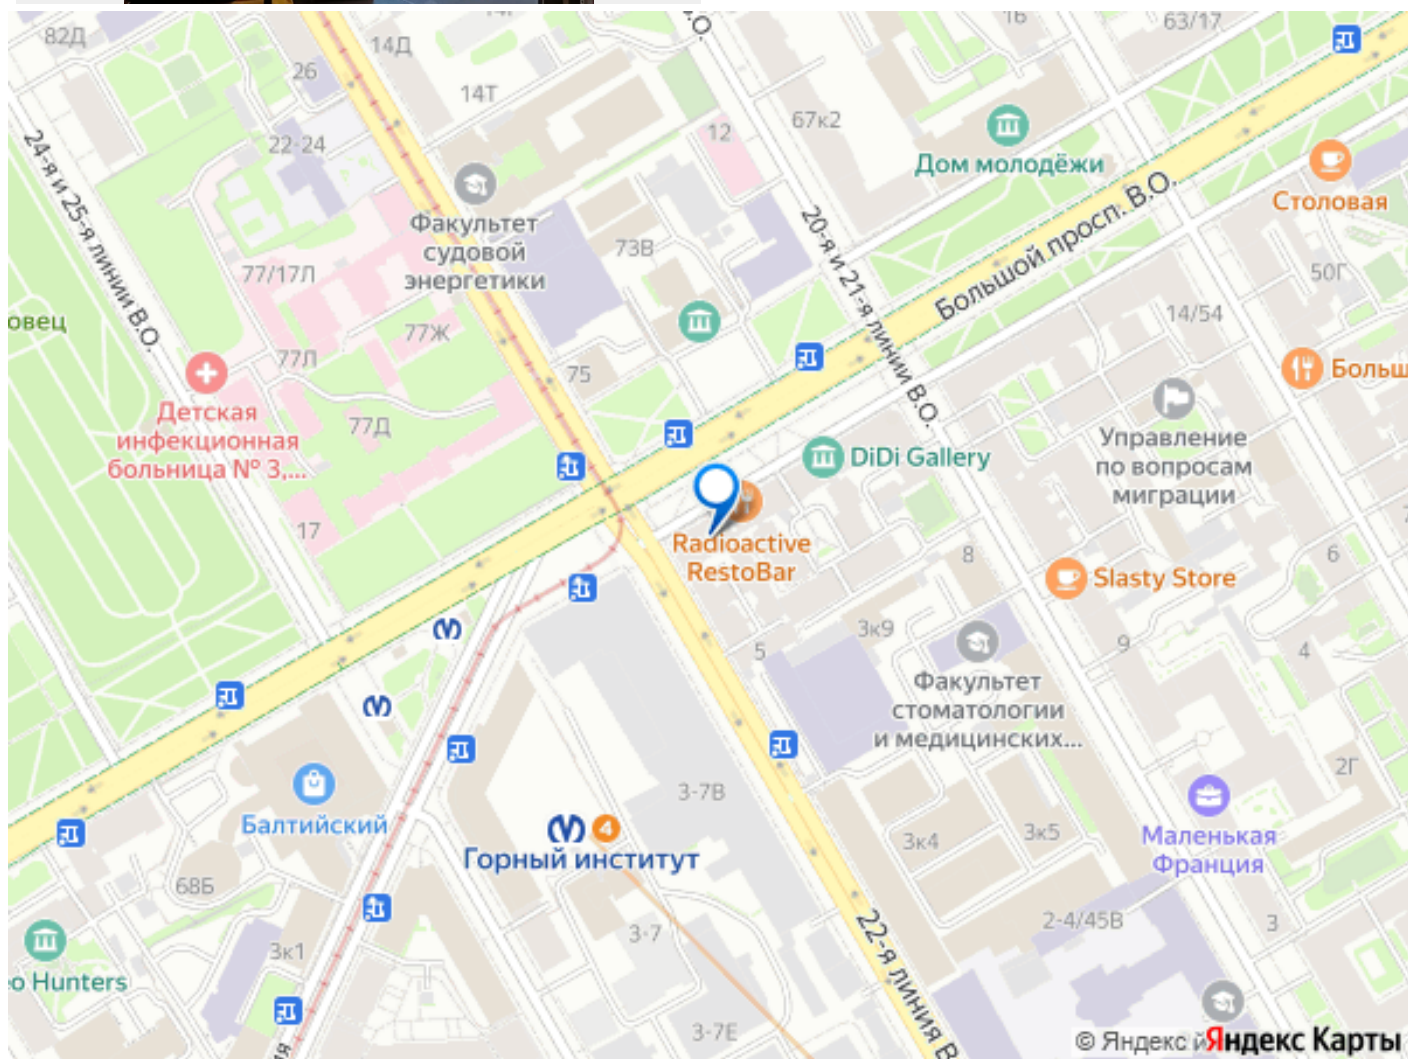 82Д
14Д
В.О.
16
63/17
26
14Т
22-24
12
67к2
Дом молодёжи
Столовая
24-я и 25-я линии В.О.
Факультет
судовой
энергетики
73В
20-я и 21-я линии В.О.
Большой просп. В.О.
50Г
77/17Л
14/54
овец
77Ж
77Л
75
Больш
Детская
инфекционная
больница № 3,...
77Д
DiDi Gallery
Управление
по вопросам
миграции
17
Radioactive
RestoBar
8
6
Slasty Store
3к9
5
9
4
Факультет
стоматологии
и медицинских...
2Г
3-7В
Балтийский
4
Горный институт
3к4
3к5
Маленькая
Франция
68Б
2-4/45В
3
3-7
22-я линия В
3к1
eo Hunters
3-7Е
ия
© Яндекс й
Яндекс Карты